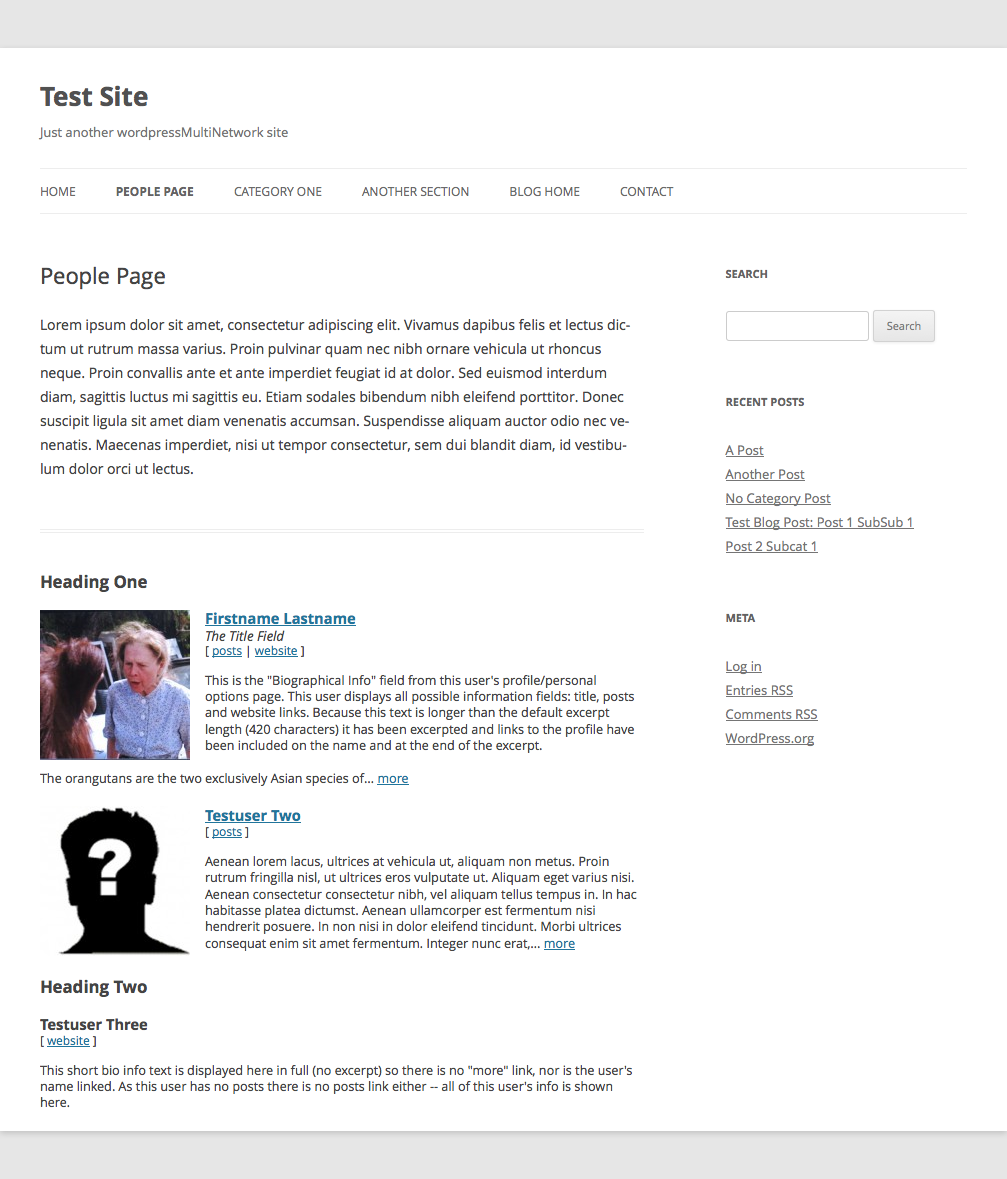 Test Site
Just another wordpressMultiNetwork site
HOME PEOPLE PAGE CATEGORY ONE ANOTHER SECTION BLOG HOME CONTACT
People Page
Lorem ipsum dolor sit amet, consectetur adipiscing elit. Vivamus dapibus felis et lectus dic-
tum ut rutrum massa varius. Proin pulvinar quam nec nibh ornare vehicula ut rhoncus
neque. Proin convallis ante et ante imperdiet feugiat id at dolor. Sed euismod interdum
diam, sagittis luctus mi sagittis eu. Etiam sodales bibendum nibh eleifend porttitor. Donec
suscipit ligula sit amet diam venenatis accumsan. Suspendisse aliquam auctor odio nec ve-
nenatis. Maecenas imperdiet, nisi ut tempor consectetur, sem dui blandit diam, id vestibu-
lum dolor orci ut lectus.
Heading One
Firstname Lastname
The Title Field
[ posts | website ]
This is the "Biographical Info" field from this user's profile/personal
options page. This user displays all possible information fields: title, posts
and website links. Because this text is longer than the default excerpt
length (420 characters) it has been excerpted and links to the profile have
been included on the name and at the end of the excerpt.
The orangutans are the two exclusively Asian species of... more
?
Testuser Two
[ posts ]
Aenean lorem lacus, ultrices at vehicula ut, aliquam non metus. Proin
rutrum fringilla nisl, ut ultrices eros vulputate ut. Aliquam eget varius nisi.
Aenean consectetur consectetur nibh, vel aliquam tellus tempus in. In hac
habitasse platea dictumst. Aenean ullamcorper est fermentum nisi
hendrerit posuere. In non nisi in dolor eleifend tincidunt. Morbi ultrices
consequat enim sit amet fermentum. Integer nunc erat,... more
Heading Two
Testuser Three
[ website ]
This short bio info text is displayed here in full (no excerpt) so there is no "more" link, nor is the user's
name linked. As this user has no posts there is no posts link either -- all of this user's info is shown
here.
SEARCH
Search
RECENT POSTS
A Post
Another Post
No Category Post
Test Blog Post: Post 1 SubSub 1
Post 2 Subcat 1
META
Log in
Entries RSS
Comments RSS
WordPress.org